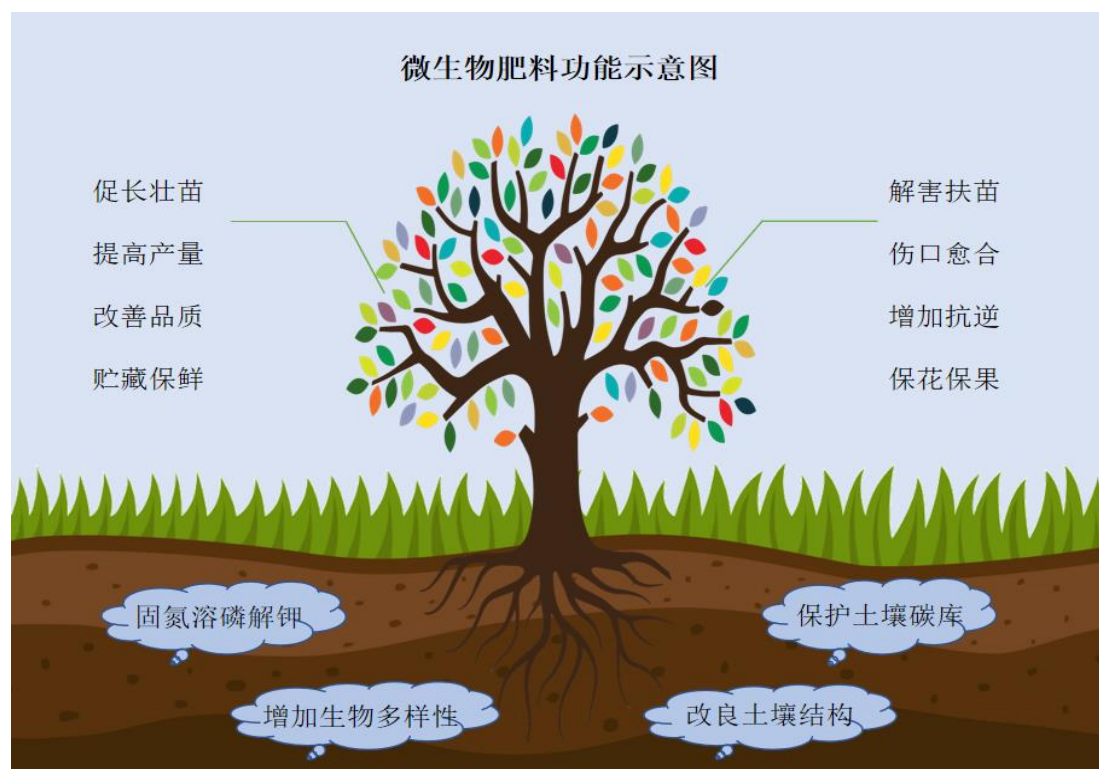 微生物肥料功能示意图
促长壮苗
提高产量
改善品质
贮藏保鲜
解害扶苗
伤口愈合
增加抗逆
保花保果
固氮溶磷解钾
保护土壤碳库
增加生物多样性
改良土壤结构